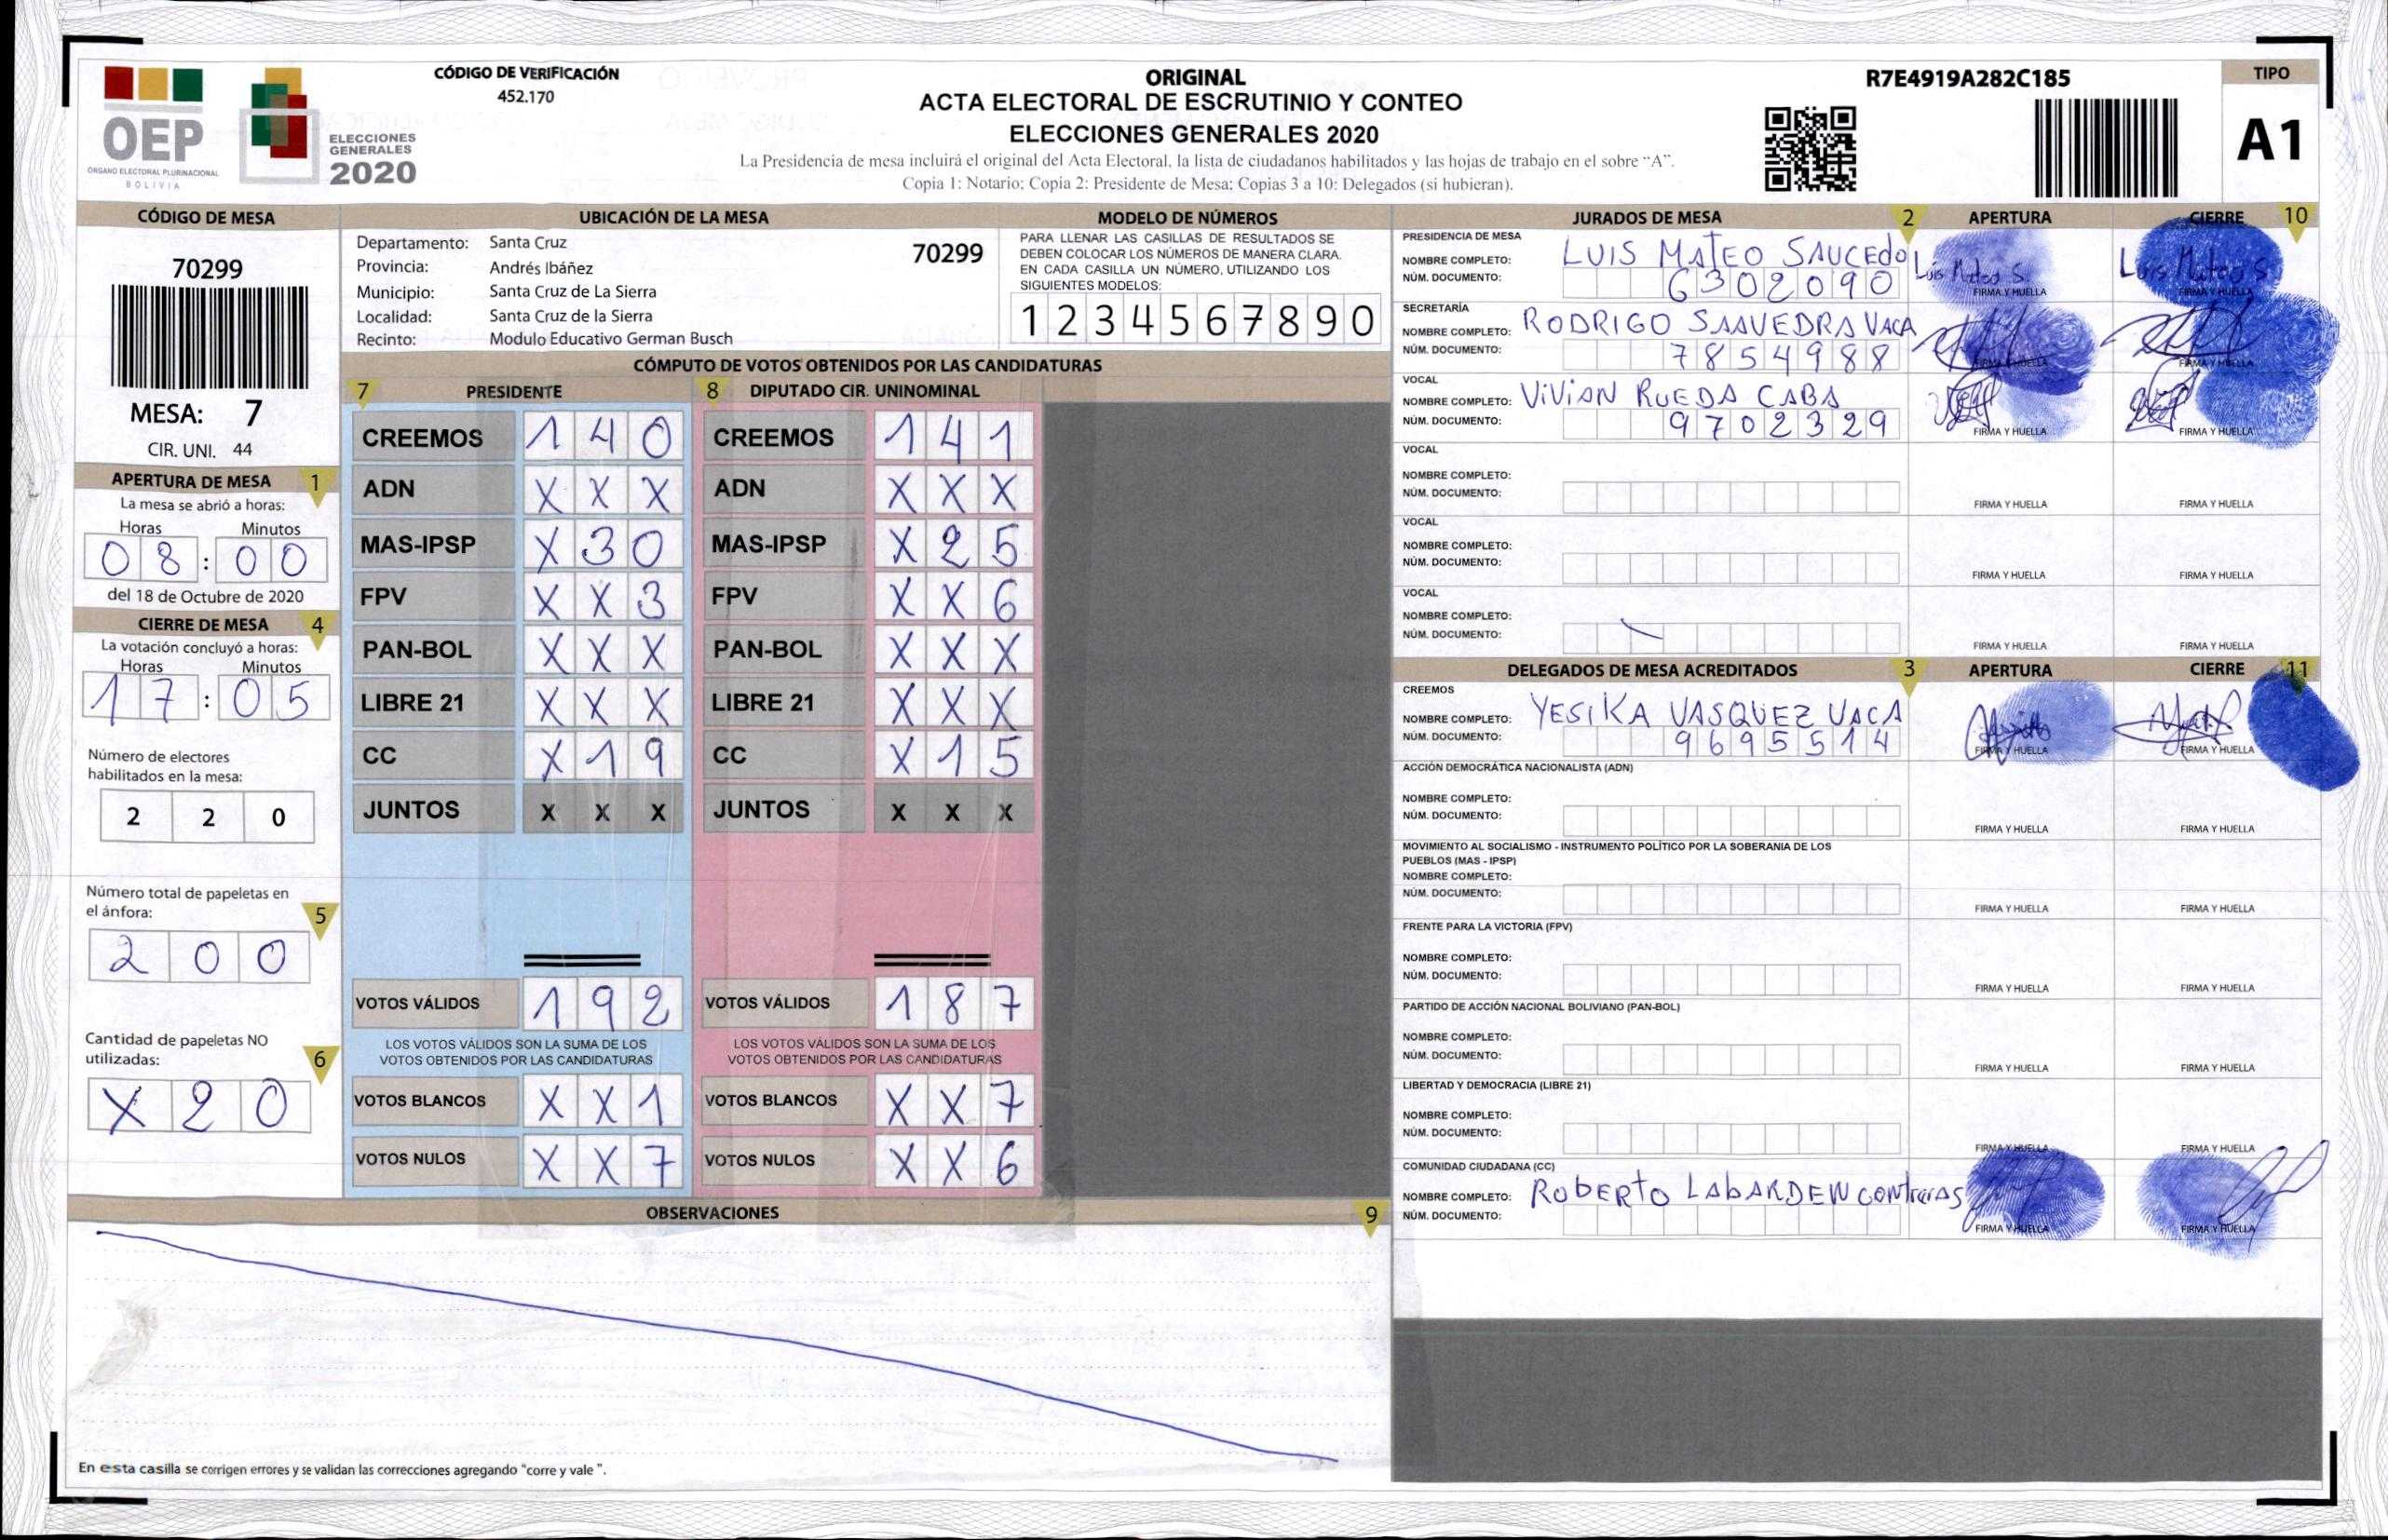 CÓDIGO DE VERIFICACIÓN
452.170
ORIGINAL
ACTA ELECTORAL DE ESCRUTINIO Y CONTEO
ELECCIONES GENERALES 2020
La Presidencia de mesa incluirá el original del Acta Electoral, la lista de ciudadanos habilitados y las hojas de trabajo en el sobre “A”.
Copia 1: Notario; Copia 2: Presidente de Mesa; Copias 3 a 10: Delegados (si hubieran).
R7E4919A282C185
TIPO
A1
OEP
ORGANO ELECTORAL PLURINACIONAL
BOLIVIA
ELECCIONES
GENERALES
2020
CÓDIGO DE MESA
70299
MESA: 7
CIR. UNI. 44
APERTURA DE MESA 1
La mesa se abrió a horas:
Horas Minutos
08:00
del 18 de Octubre de 2020
CIERRE DE MESA 4
La votación concluyó a horas:
Horas Minutos
17:05
Número de electores
habilitados en la mesa:
2 2 0
Número total de papeletas en
el ánfora: 5
2 0 0
Cantidad de papeletas NO
utilizadas: 6
X 2 0
UBICACIÓN DE LA MESA
Departamento: Santa Cruz 70299
Provincia: Andrés Ibáñez
Municipio: Santa Cruz de La Sierra
Localidad: Santa Cruz de la Sierra
Recinto: Modulo Educativo German Busch
MODELO DE NÚMEROS
PARA LLENAR LAS CASILLAS DE RESULTADOS SE
DEBEN COLOCAR LOS NÚMEROS DE MANERA CLARA.
EN CADA CASILLA UN NÚMERO, UTILIZANDO LOS
SIGUIENTES MODELOS:
1 2 3 4 5 6 7 8 9 0
CÓMPUTO DE VOTOS OBTENIDOS POR LAS CANDIDATURAS
7 PRESIDENTE
CREEMOS 1 4 0
ADN X X X
MAS-IPSP X 3 0
FPV X X 3
PAN-BOL X X X
LIBRE 21 X X X
CC X 1 9
JUNTOS X X X
VOTOS VÁLIDOS 1 9 2
LOS VOTOS VÁLIDOS SON LA SUMA DE LOS
VOTOS OBTENIDOS POR LAS CANDIDATURAS
VOTOS BLANCOS X X 1
VOTOS NULOS X X 7
8 DIPUTADO CIR. UNINOMINAL
CREEMOS 1 4 1
ADN X X X
MAS-IPSP X 2 5
FPV X X 6
PAN-BOL X X X
LIBRE 21 X X X
CC X 1 5
JUNTOS X X X
VOTOS VÁLIDOS 1 8 7
LOS VOTOS VÁLIDOS SON LA SUMA DE LOS
VOTOS OBTENIDOS POR LAS CANDIDATURAS
VOTOS BLANCOS X X 7
VOTOS NULOS X X 6
OBSERVACIONES 9
En esta casilla se corrigen errores y se validan las correcciones agregando “corre y vale ”.
JURADOS DE MESA 2 APERTURA CIERRE 10
PRESIDENCIA DE MESA
NOMBRE COMPLETO: LUIS MATEO SAUCEDO Luis Mateo S Luis Mateo S
NÚM. DOCUMENTO: 6302090 FIRMA Y HUELLA FIRMA Y HUELLA
SECRETARÍA
NOMBRE COMPLETO: RODRIGO SAAVEDRA VACA
NÚM. DOCUMENTO: 7854988 FIRMA Y HUELLA FIRMA Y HUELLA
VOCAL
NOMBRE COMPLETO: VIVIAN RUEDA CABA
NÚM. DOCUMENTO: 9702329 FIRMA Y HUELLA FIRMA Y HUELLA
VOCAL
NOMBRE COMPLETO:
NÚM. DOCUMENTO: FIRMA Y HUELLA FIRMA Y HUELLA
VOCAL
NOMBRE COMPLETO:
NÚM. DOCUMENTO: FIRMA Y HUELLA FIRMA Y HUELLA
VOCAL
NOMBRE COMPLETO:
NÚM. DOCUMENTO: FIRMA Y HUELLA FIRMA Y HUELLA
DELEGADOS DE MESA ACREDITADOS 3 APERTURA CIERRE 11
CREEMOS
NOMBRE COMPLETO: YESIKA VASQUEZ VACA
NÚM. DOCUMENTO: 9695514 FIRMA Y HUELLA FIRMA Y HUELLA
ACCIÓN DEMOCRÁTICA NACIONALISTA (ADN)
NOMBRE COMPLETO:
NÚM. DOCUMENTO: FIRMA Y HUELLA FIRMA Y HUELLA
MOVIMIENTO AL SOCIALISMO - INSTRUMENTO POLÍTICO POR LA SOBERANIA DE LOS
PUEBLOS (MAS - IPSP)
NOMBRE COMPLETO:
NÚM. DOCUMENTO: FIRMA Y HUELLA FIRMA Y HUELLA
FRENTE PARA LA VICTORIA (FPV)
NOMBRE COMPLETO:
NÚM. DOCUMENTO: FIRMA Y HUELLA FIRMA Y HUELLA
PARTIDO DE ACCIÓN NACIONAL BOLIVIANO (PAN-BOL)
NOMBRE COMPLETO:
NÚM. DOCUMENTO: FIRMA Y HUELLA FIRMA Y HUELLA
LIBERTAD Y DEMOCRACIA (LIBRE 21)
NOMBRE COMPLETO:
NÚM. DOCUMENTO: FIRMA Y HUELLA FIRMA Y HUELLA
COMUNIDAD CIUDADANA (CC)
NOMBRE COMPLETO: ROBERTO LABARDEN contreras
NÚM. DOCUMENTO: FIRMA Y HUELLA FIRMA Y HUELLA